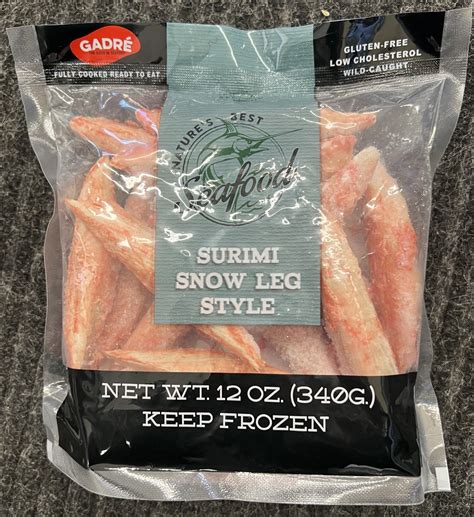 GADRÉ
FULLY COOKED READY TO EAT
GLUTEN-FREE
LOW CHOLESTEROL
WILD-CAUGHT
NATURE'S BEST
Seafood
SURIMI
SNOW LEG
STYLE
NET WT. 12 OZ. (340G.)
KEEP FROZEN